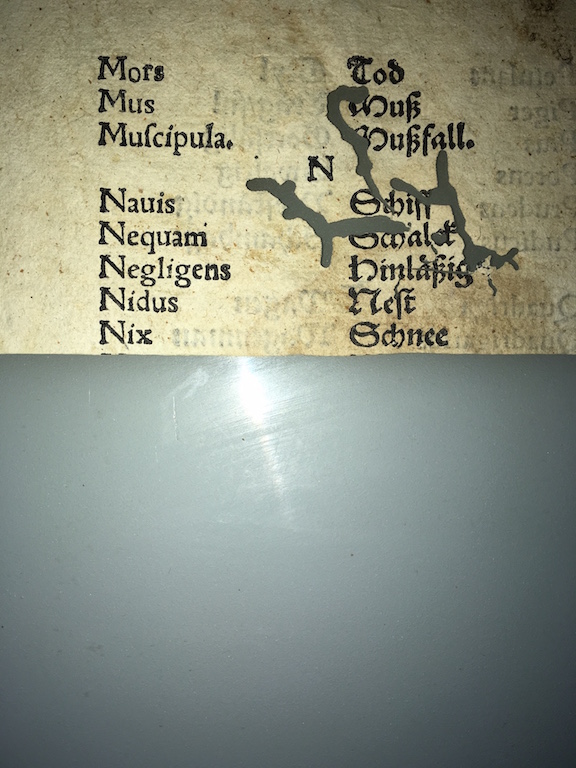 Mors Tod
Mus Muß
Muſcipula. Mußfall.
N
Nauis Schiff
Nequam Schalck
Negligens Hinläßig
Nidus Neſt
Nix Schnee